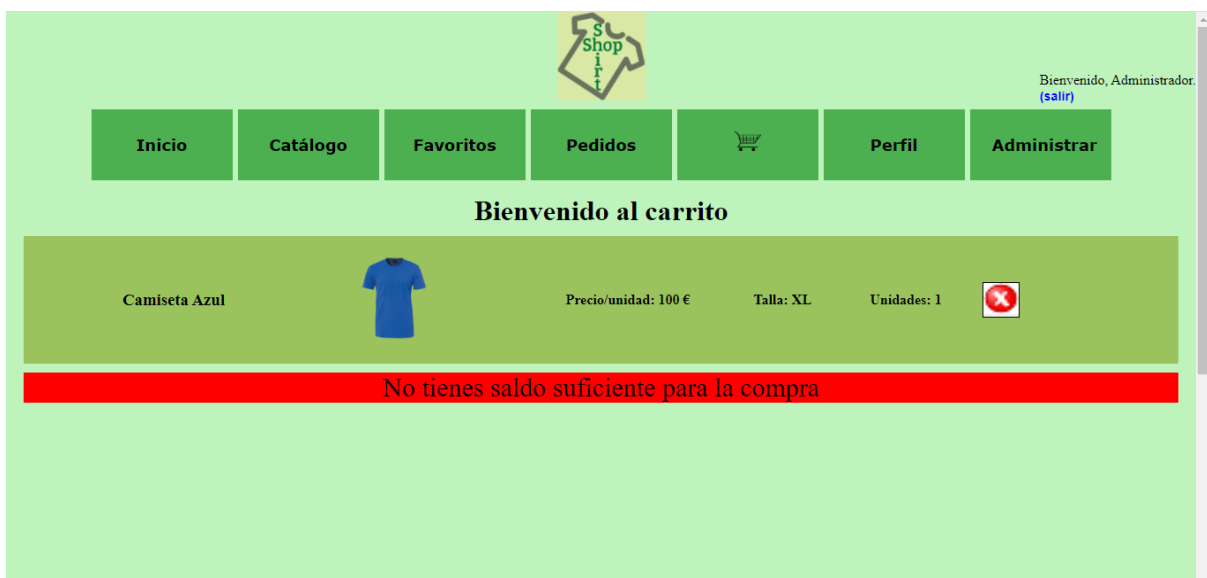 Shop
Sirt
Bienvenido, Administrador.
(salir)
Inicio
Catálogo
Favoritos
Pedidos
Perfil
Administrar
Bienvenido al carrito
Camiseta Azul
Precio/unidad: 100 €
Talla: XL
Unidades: 1
No tienes saldo suficiente para la compra